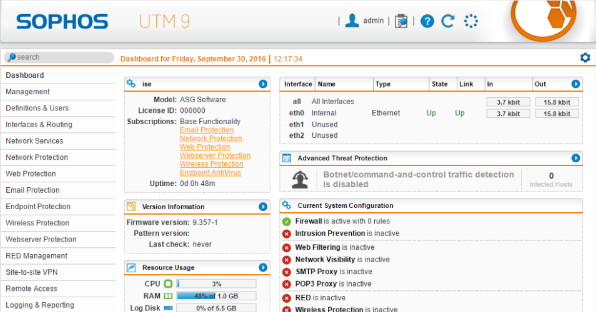 SOPHOS UTM 9
admin
search
Dashboard for Friday, September 30, 2016 | 12:17:34
Dashboard
Management
Definitions & Users
Interfaces & Routing
Network Services
Network Protection
Web Protection
Email Protection
Endpoint Protection
Wireless Protection
Webserver Protection
RED Management
Site-to-site VPN
Remote Access
Logging & Reporting
ise
Model: ASG Software
License ID: 000000
Subscriptions: Base Functionality
Email Protection
Network Protection
Web Protection
Webserver Protection
Wireless Protection
Endpoint AntiVirus
Uptime: 0d 0h 48m
Version Information
Firmware version: 9.357-1
Pattern version:
Last check: never
Resource Usage
CPU 3%
RAM 48% of 1.0 GB
Log Disk 0% of 5.5 GB
Interface Name Type State Link In Out
all All Interfaces 3.7 kbit 15.8 kbit
eth0 Internal Ethernet Up Up 3.7 kbit 15.8 kbit
eth1 Unused
eth2 Unused
Advanced Threat Protection
Botnet/command-and-control traffic detection
is disabled
0
Infected Hosts
Current System Configuration
Firewall is active with 0 rules
Intrusion Prevention is inactive
Web Filtering is inactive
Network Visibility is inactive
SMTP Proxy is inactive
POP3 Proxy is inactive
RED is inactive
Wireless Protection is inactive